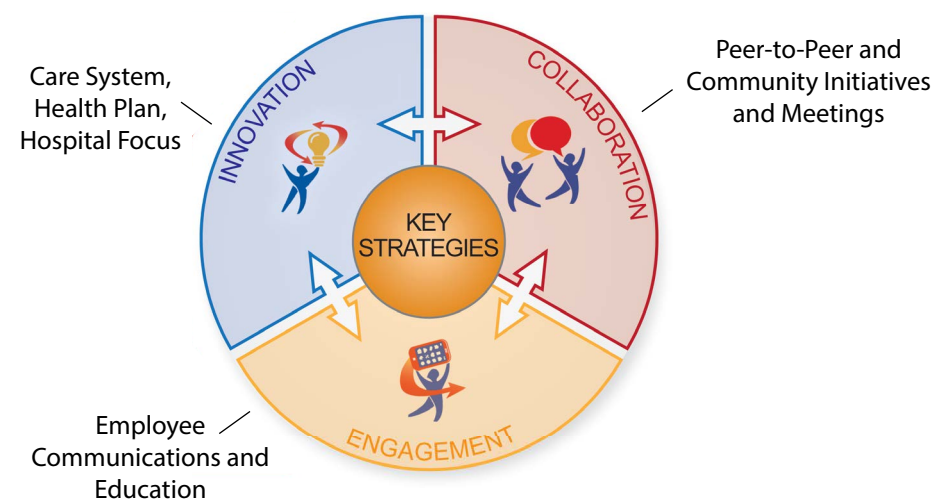 Care System,
Health Plan,
Hospital Focus
INNOVATION
COLLABORATION
Peer-to-Peer and
Community Initiatives
and Meetings
KEY
STRATEGIES
ENGAGEMENT
Employee
Communications and
Education